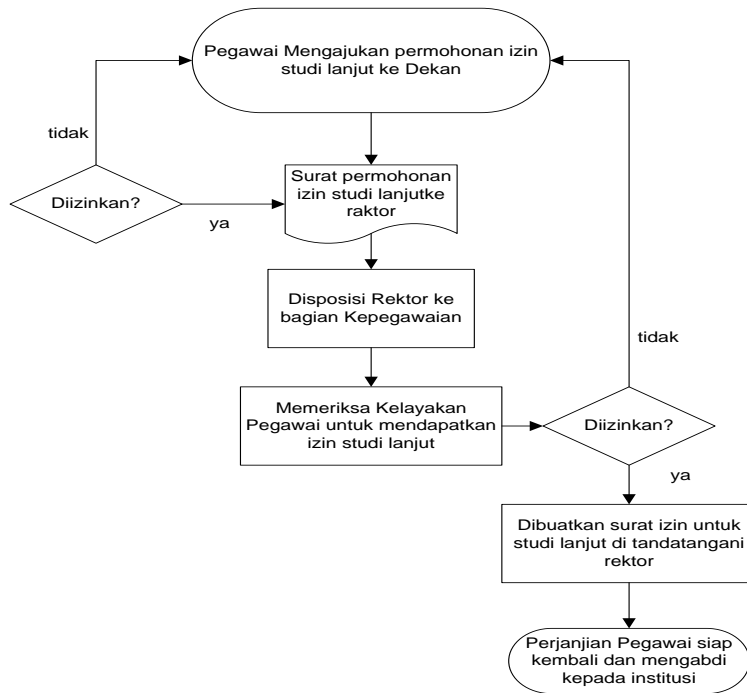 Pegawai Mengajukan permohonan izin
studi lanjut ke Dekan
tidak
Diizinkan?
ya
Surat permohonan
izin studi lanjutke
raktor
Disposisi Rektor ke
bagian Kepegawaian
Memeriksa Kelayakan
Pegawai untuk mendapatkan
izin studi lanjut
tidak
Diizinkan?
ya
Dibuatkan surat izin untuk
studi lanjut di tandatangani
rektor
Perjanjian Pegawai siap
kembali dan mengabdi
kepada institusi